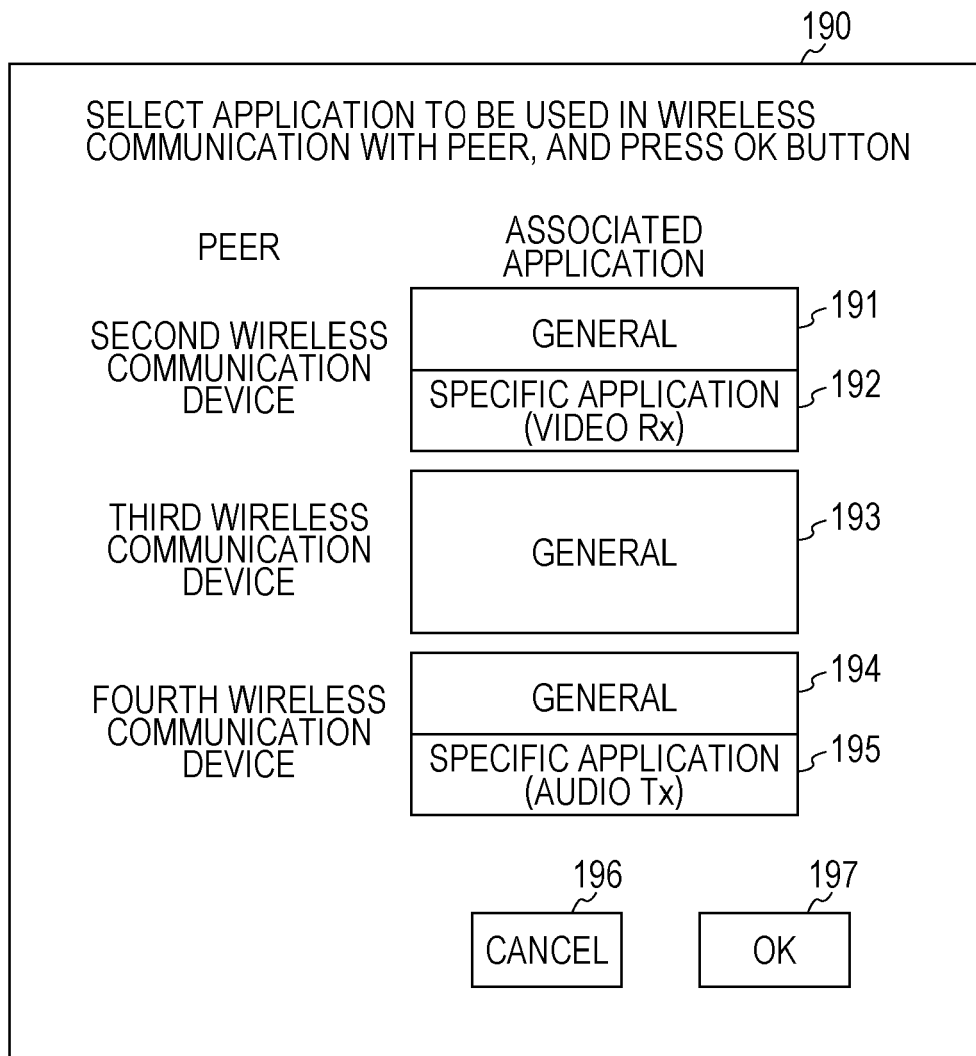 190
SELECT APPLICATION TO BE USED IN WIRELESS
COMMUNICATION WITH PEER, AND PRESS OK BUTTON
PEER
ASSOCIATED
APPLICATION
SECOND WIRELESS
COMMUNICATION
DEVICE
GENERAL
191
SPECIFIC APPLICATION
(VIDEO Rx)
192
THIRD WIRELESS
COMMUNICATION
DEVICE
GENERAL
193
FOURTH WIRELESS
COMMUNICATION
DEVICE
GENERAL
194
SPECIFIC APPLICATION
(AUDIO Tx)
195
196
CANCEL
197
OK